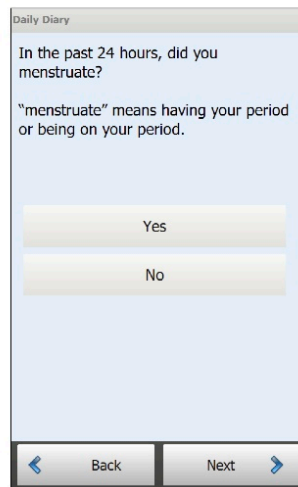 Daily Diary
In the past 24 hours, did you
menstruate?
“menstruate” means having your period
or being on your period.
Yes
No
Back
Next